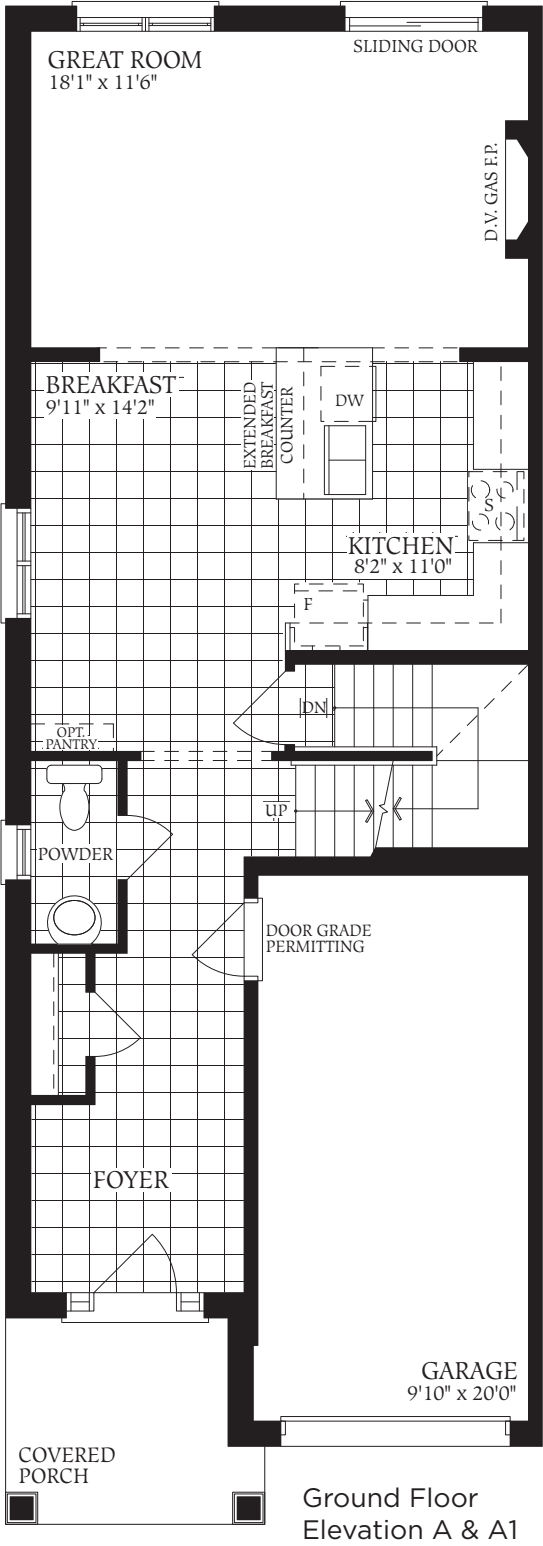 GREAT ROOM
18'1" x 11'6"
SLIDING DOOR
D.V. GAS F.P.
BREAKFAST
9'11" x 14'2"
EXTENDED
BREAKFAST
COUNTER
DW
S
KITCHEN
8'2" x 11'0"
F
DN
OPT.
PANTRY
UP
POWDER
DOOR GRADE
PERMITTING
FOYER
GARAGE
9'10" x 20'0"
COVERED
PORCH
Ground Floor
Elevation A & A1